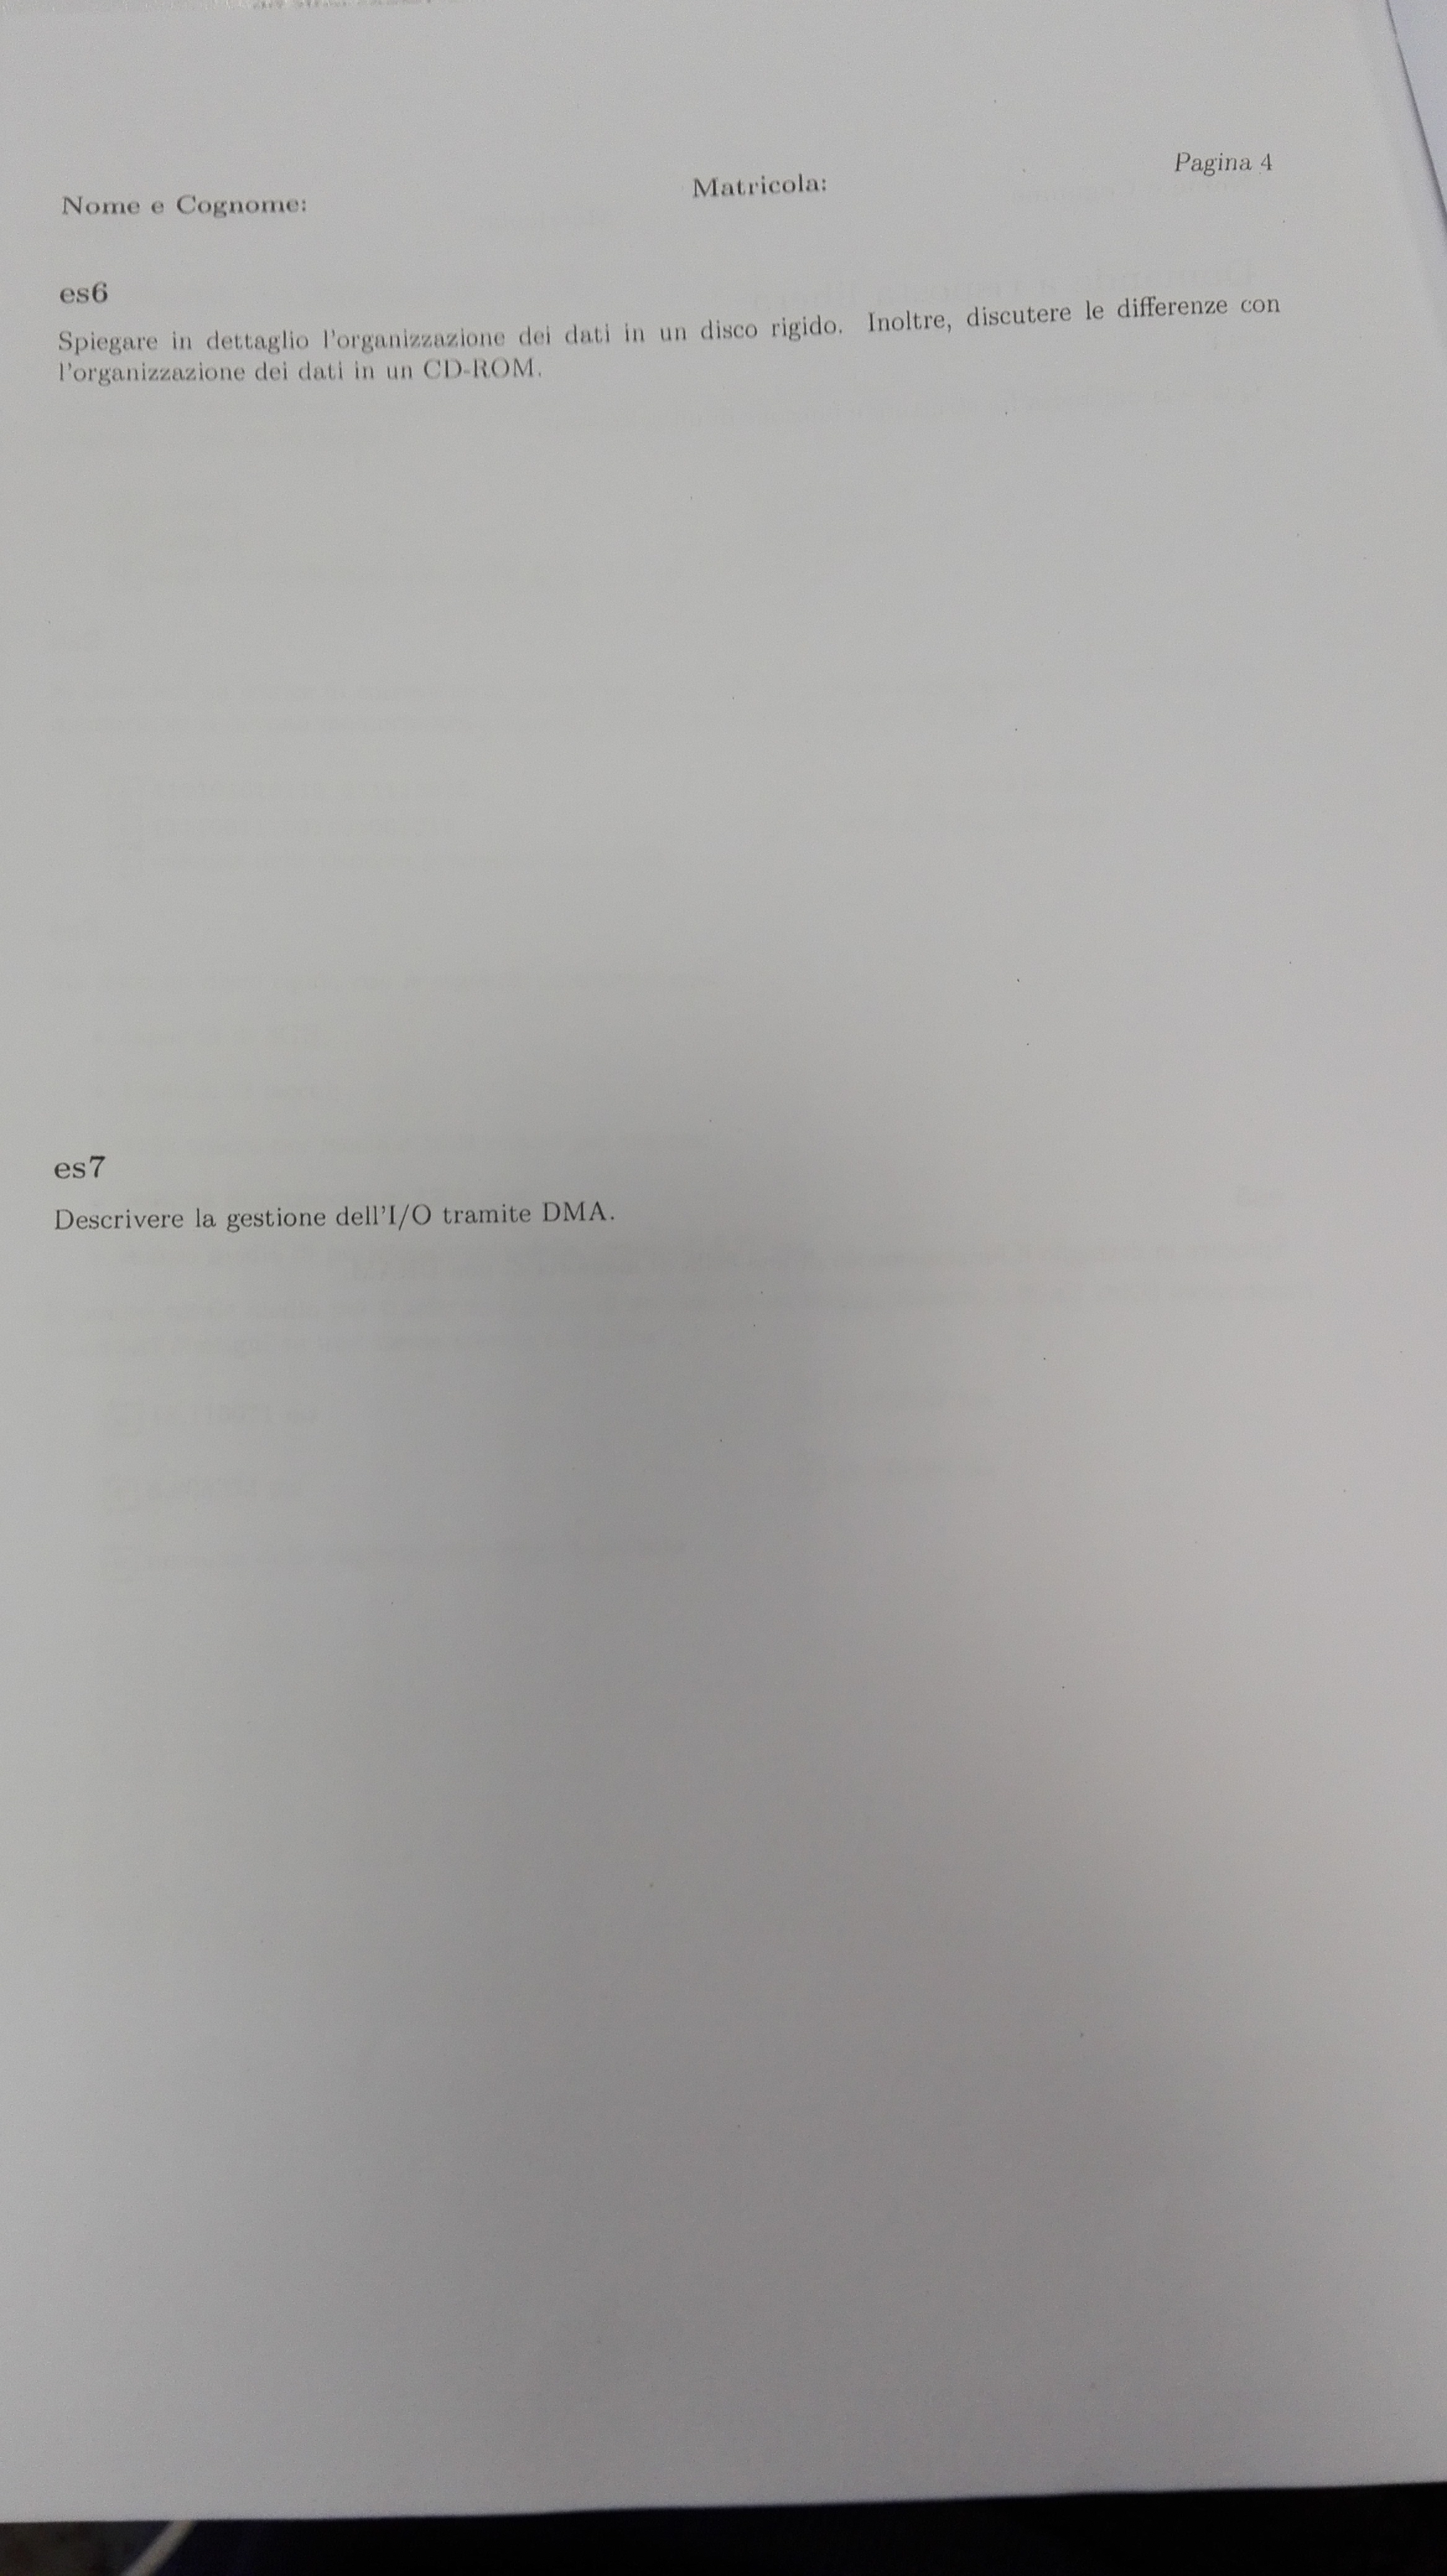 Pagina 4
Nome e Cognome: Matricola:
es6
Spiegare in dettaglio l'organizzazione dei dati in un disco rigido. Inoltre, discutere le differenze con
l'organizzazione dei dati in un CD-ROM.
es7
Descrivere la gestione dell'I/O tramite DMA.